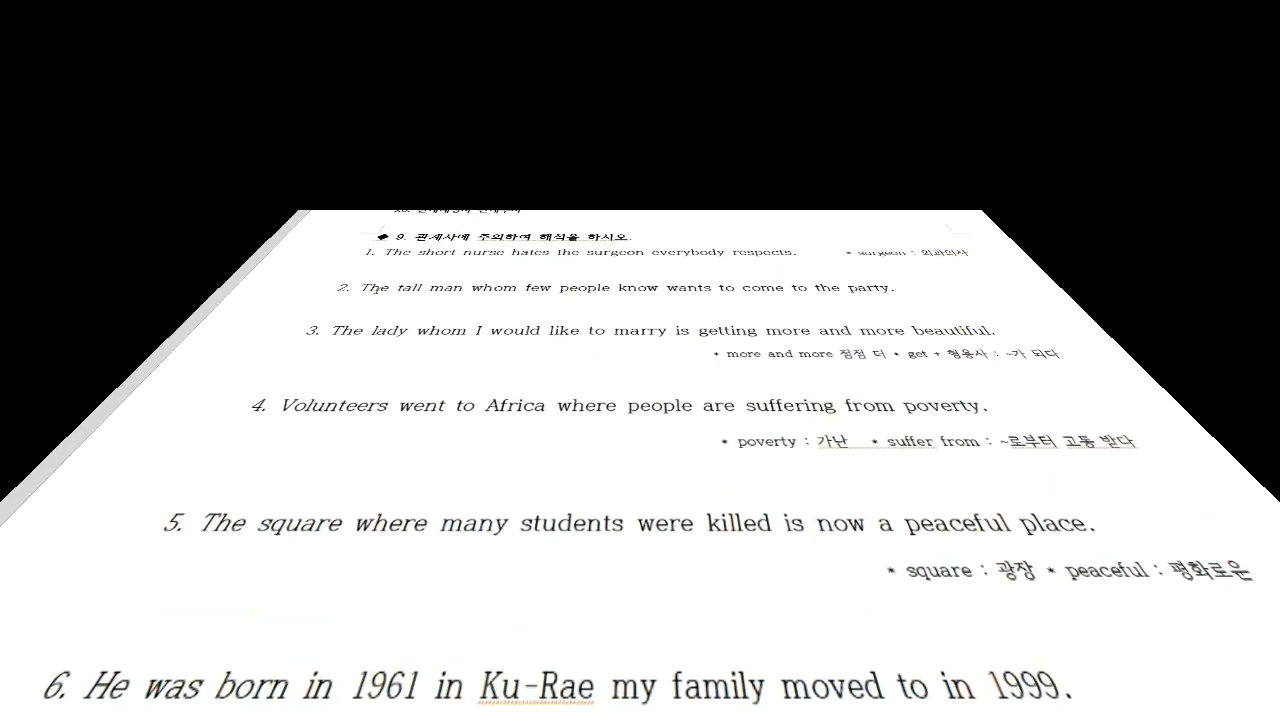 ◆ 9. 관계사에 주의하여 해석을 하시오.
1. The short nurse hates the surgeon everybody respects. * surgeon : 외과의사
2. The tall man whom few people know wants to come to the party.
3. The lady whom I would like to marry is getting more and more beautiful.
* more and more 점점 더 * get + 형용사 : ~가 되다
4. Volunteers went to Africa where people are suffering from poverty.
* poverty : 가난 * suffer from : ~로부터 고통 받다
5. The square where many students were killed is now a peaceful place.
* square : 광장 * peaceful : 평화로운
6. He was born in 1961 in Ku-Rae my family moved to in 1999.